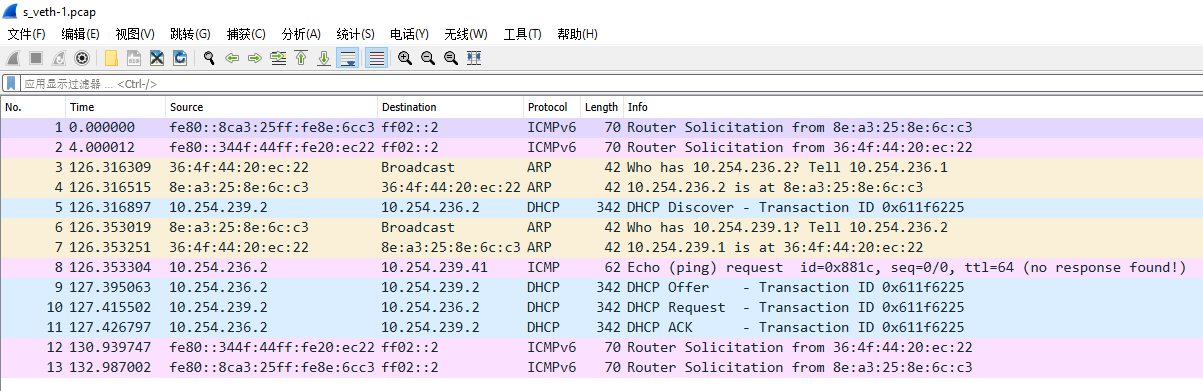 s_veth-1.pcap
文件(F) 编辑(E) 视图(V) 跳转(G) 捕获(C) 分析(A) 统计(S) 电话(Y) 无线(W) 工具(T) 帮助(H)
应用显示过滤器 … <Ctrl-/>
No. Time Source Destination Protocol Length Info
1 0.000000 fe80::8ca3:25ff:fe8e:6cc3 ff02::2 ICMPv6 70 Router Solicitation from 8e:a3:25:8e:6c:c3
2 4.000012 fe80::344f:44ff:fe20:ec22 ff02::2 ICMPv6 70 Router Solicitation from 36:4f:44:20:ec:22
3 126.316309 36:4f:44:20:ec:22 Broadcast ARP 42 Who has 10.254.236.2? Tell 10.254.236.1
4 126.316515 8e:a3:25:8e:6c:c3 36:4f:44:20:ec:22 ARP 42 10.254.236.2 is at 8e:a3:25:8e:6c:c3
5 126.316897 10.254.239.2 10.254.236.2 DHCP 342 DHCP Discover - Transaction ID 0x611f6225
6 126.353019 8e:a3:25:8e:6c:c3 Broadcast ARP 42 Who has 10.254.239.1? Tell 10.254.236.2
7 126.353251 36:4f:44:20:ec:22 8e:a3:25:8e:6c:c3 ARP 42 10.254.239.1 is at 36:4f:44:20:ec:22
8 126.353304 10.254.236.2 10.254.239.41 ICMP 62 Echo (ping) request id=0x881c, seq=0/0, ttl=64 (no response found!)
9 127.395063 10.254.236.2 10.254.239.2 DHCP 342 DHCP Offer - Transaction ID 0x611f6225
10 127.415502 10.254.239.2 10.254.236.2 DHCP 342 DHCP Request - Transaction ID 0x611f6225
11 127.426797 10.254.236.2 10.254.239.2 DHCP 342 DHCP ACK - Transaction ID 0x611f6225
12 130.939747 fe80::344f:44ff:fe20:ec22 ff02::2 ICMPv6 70 Router Solicitation from 36:4f:44:20:ec:22
13 132.987002 fe80::8ca3:25ff:fe8e:6cc3 ff02::2 ICMPv6 70 Router Solicitation from 8e:a3:25:8e:6c:c3